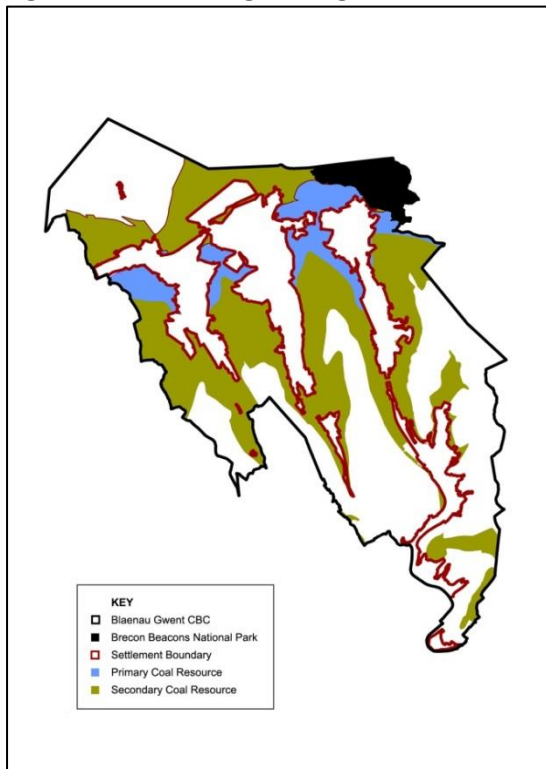 KEY
Blaenau Gwent CBC
Brecon Beacons National Park
Settlement Boundary
Primary Coal Resource
Secondary Coal Resource